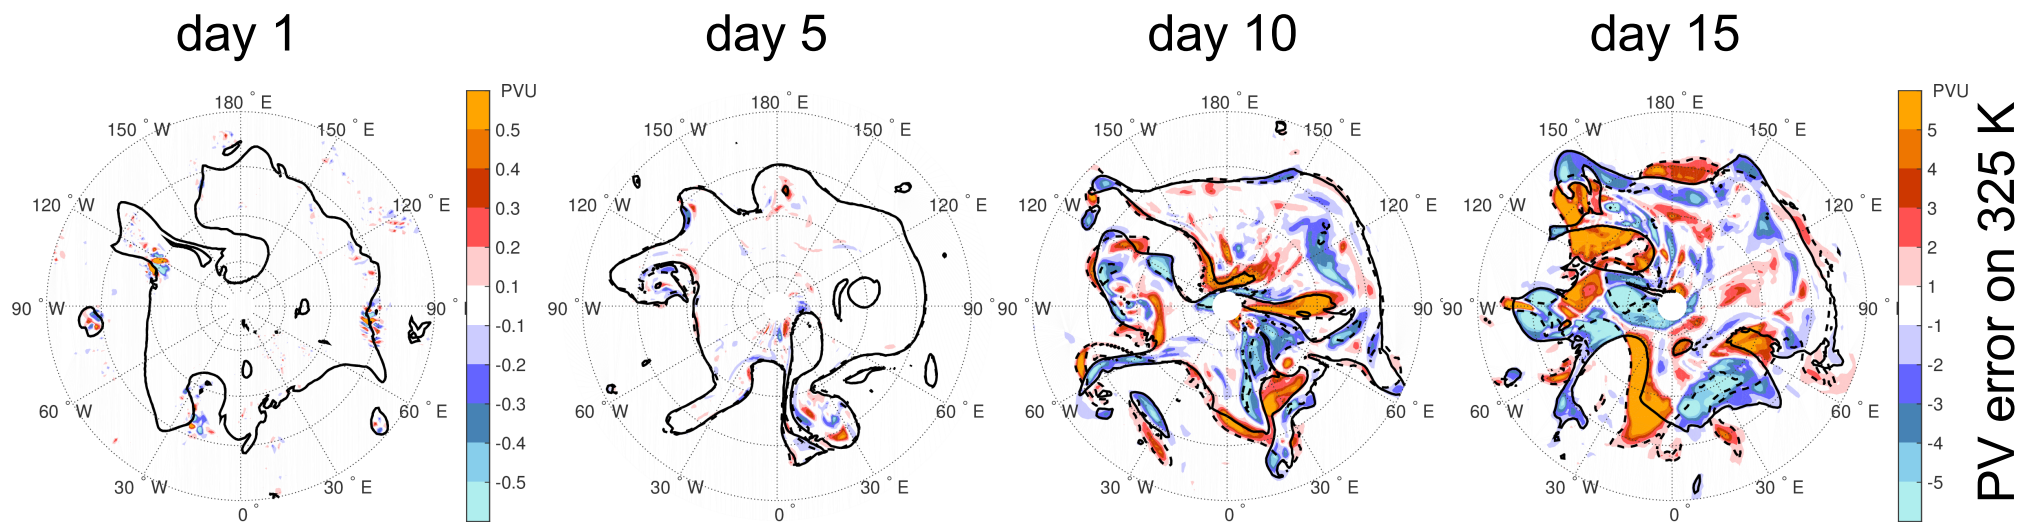 day 1
day 5
day 10
day 15
180 ° E
150 ° W
150 ° E
120 ° W
120 ° E
90 ° W
90 °
60 ° W
60 ° E
30 ° W
30 ° E
0 °
PVU
0.5
0.4
0.3
0.2
0.1
-0.1
-0.2
-0.3
-0.4
-0.5
180 ° E
150 ° W
150 ° E
120 ° W
120 ° E
90 ° W
90 ° E
60 ° W
60 ° E
30 ° W
30 ° E
0 °
180 ° E
150 ° W
150 ° E
120 ° W
120 ° E
90 ° W
90 ° E
60 ° W
60 ° E
30 ° W
30 ° E
0 °
180 ° E
150 ° W
150 ° E
120 ° W
120 ° E
90 ° W
90 °
60 ° W
60 ° E
30 ° W
30 ° E
0 °
PVU
5
4
3
2
1
-1
-2
-3
-4
-5
PV error on 325 K